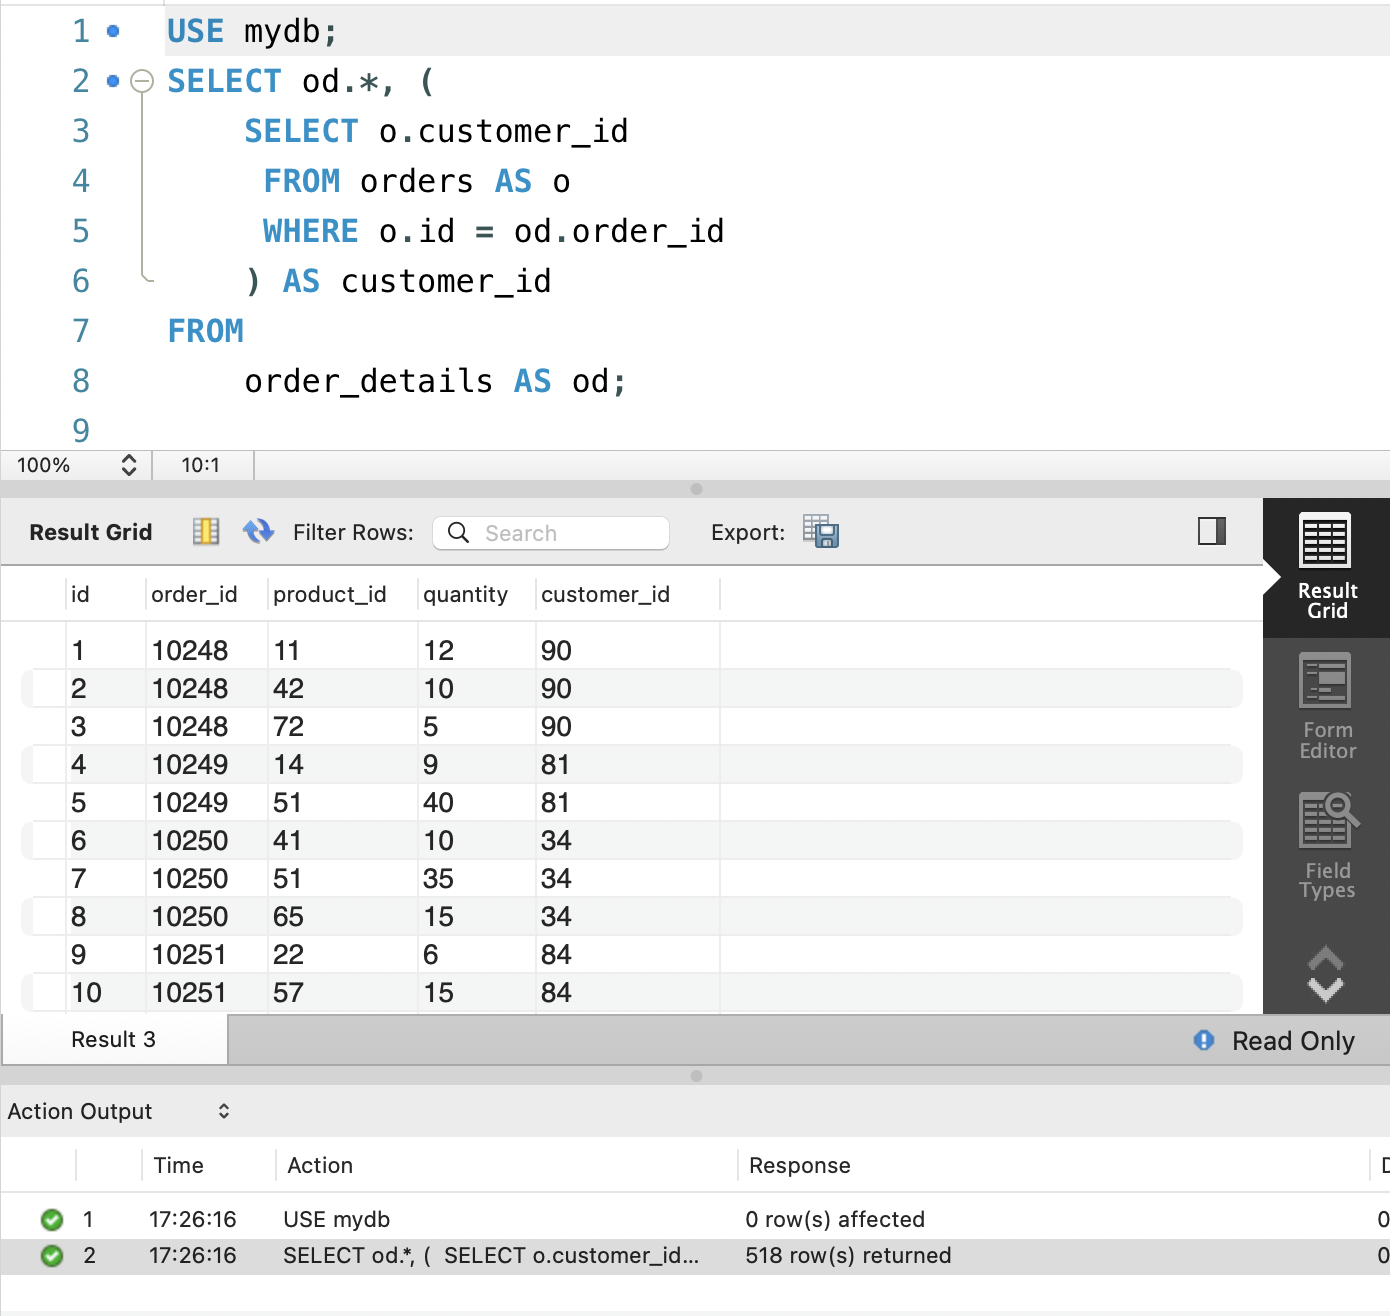 1 USE mydb;
2 SELECT od.*, (
3 SELECT o.customer_id
4 FROM orders AS o
5 WHERE o.id = od.order_id
6 ) AS customer_id
7 FROM
8 order_details AS od;
9
100% 10:1
Result Grid Filter Rows: Search Export:
id order_id product_id quantity customer_id
1 10248 11 12 90
2 10248 42 10 90
3 10248 72 5 90
4 10249 14 9 81
5 10249 51 40 81
6 10250 41 10 34
7 10250 51 35 34
8 10250 65 15 34
9 10251 22 6 84
10 10251 57 15 84
Result
Grid
Form
Editor
Field
Types
Result 3 Read Only
Action Output
Time Action Response D
1 17:26:16 USE mydb 0 row(s) affected 0
2 17:26:16 SELECT od.*, ( SELECT o.customer_id... 518 row(s) returned 0